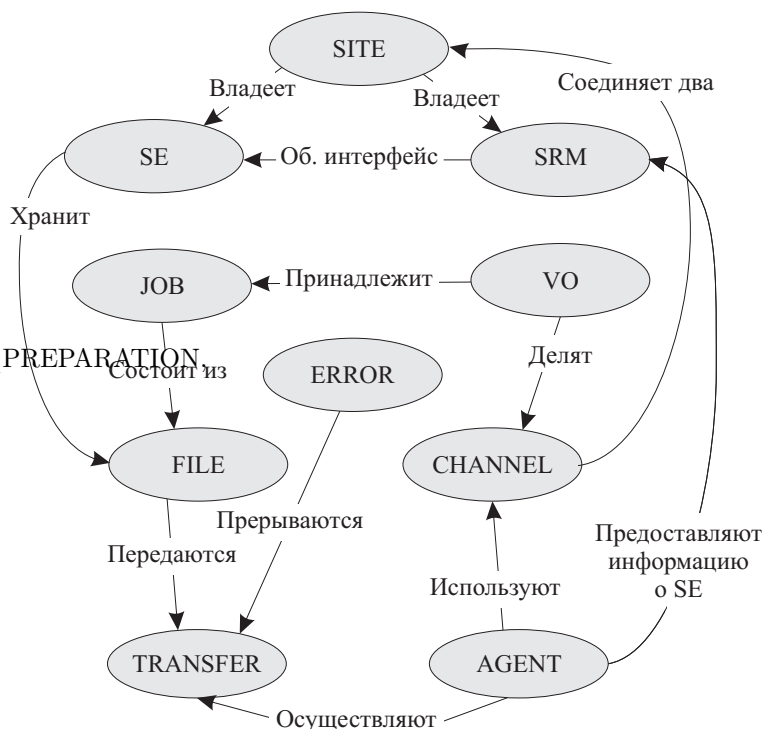 SITE
Соединяет два
Владеет
Владеет
SE
Об. интерфейс
SRM
Хранит
JOB
Принадлежит
VO
PREPARATION,
Состоит из
ERROR
Делят
FILE
CHANNEL
Прерываются
Передаются
Предоставляют
информацию
о SE
Используют
TRANSFER
AGENT
Осуществляют